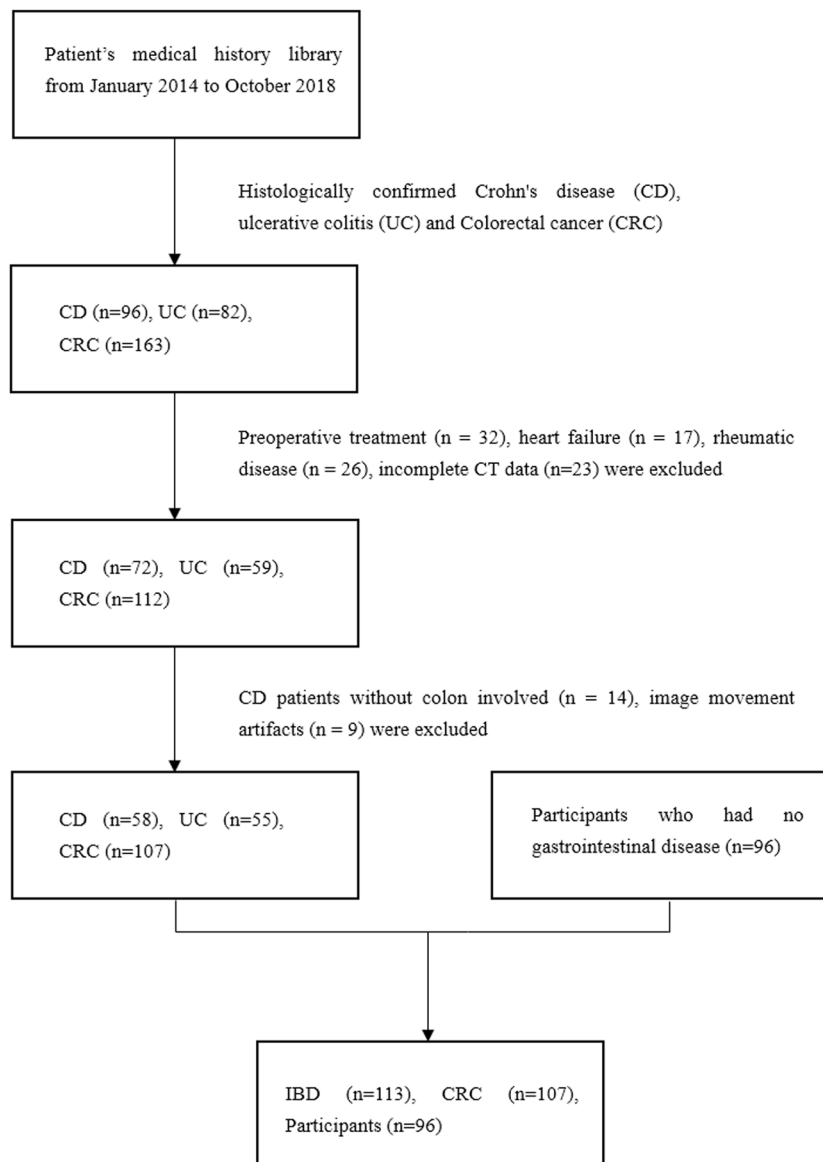 Patient’s medical history library
from January 2014 to October 2018
Histologically confirmed Crohn's disease (CD),
ulcerative colitis (UC) and Colorectal cancer (CRC)
CD (n=96), UC (n=82),
CRC (n=163)
Preoperative treatment (n = 32), heart failure (n = 17), rheumatic
disease (n = 26), incomplete CT data (n=23) were excluded
CD (n=72), UC (n=59),
CRC (n=112)
CD patients without colon involved (n = 14), image movement
artifacts (n = 9) were excluded
CD (n=58), UC (n=55),
CRC (n=107)
Participants who had no
gastrointestinal disease (n=96)
IBD (n=113), CRC (n=107),
Participants (n=96)